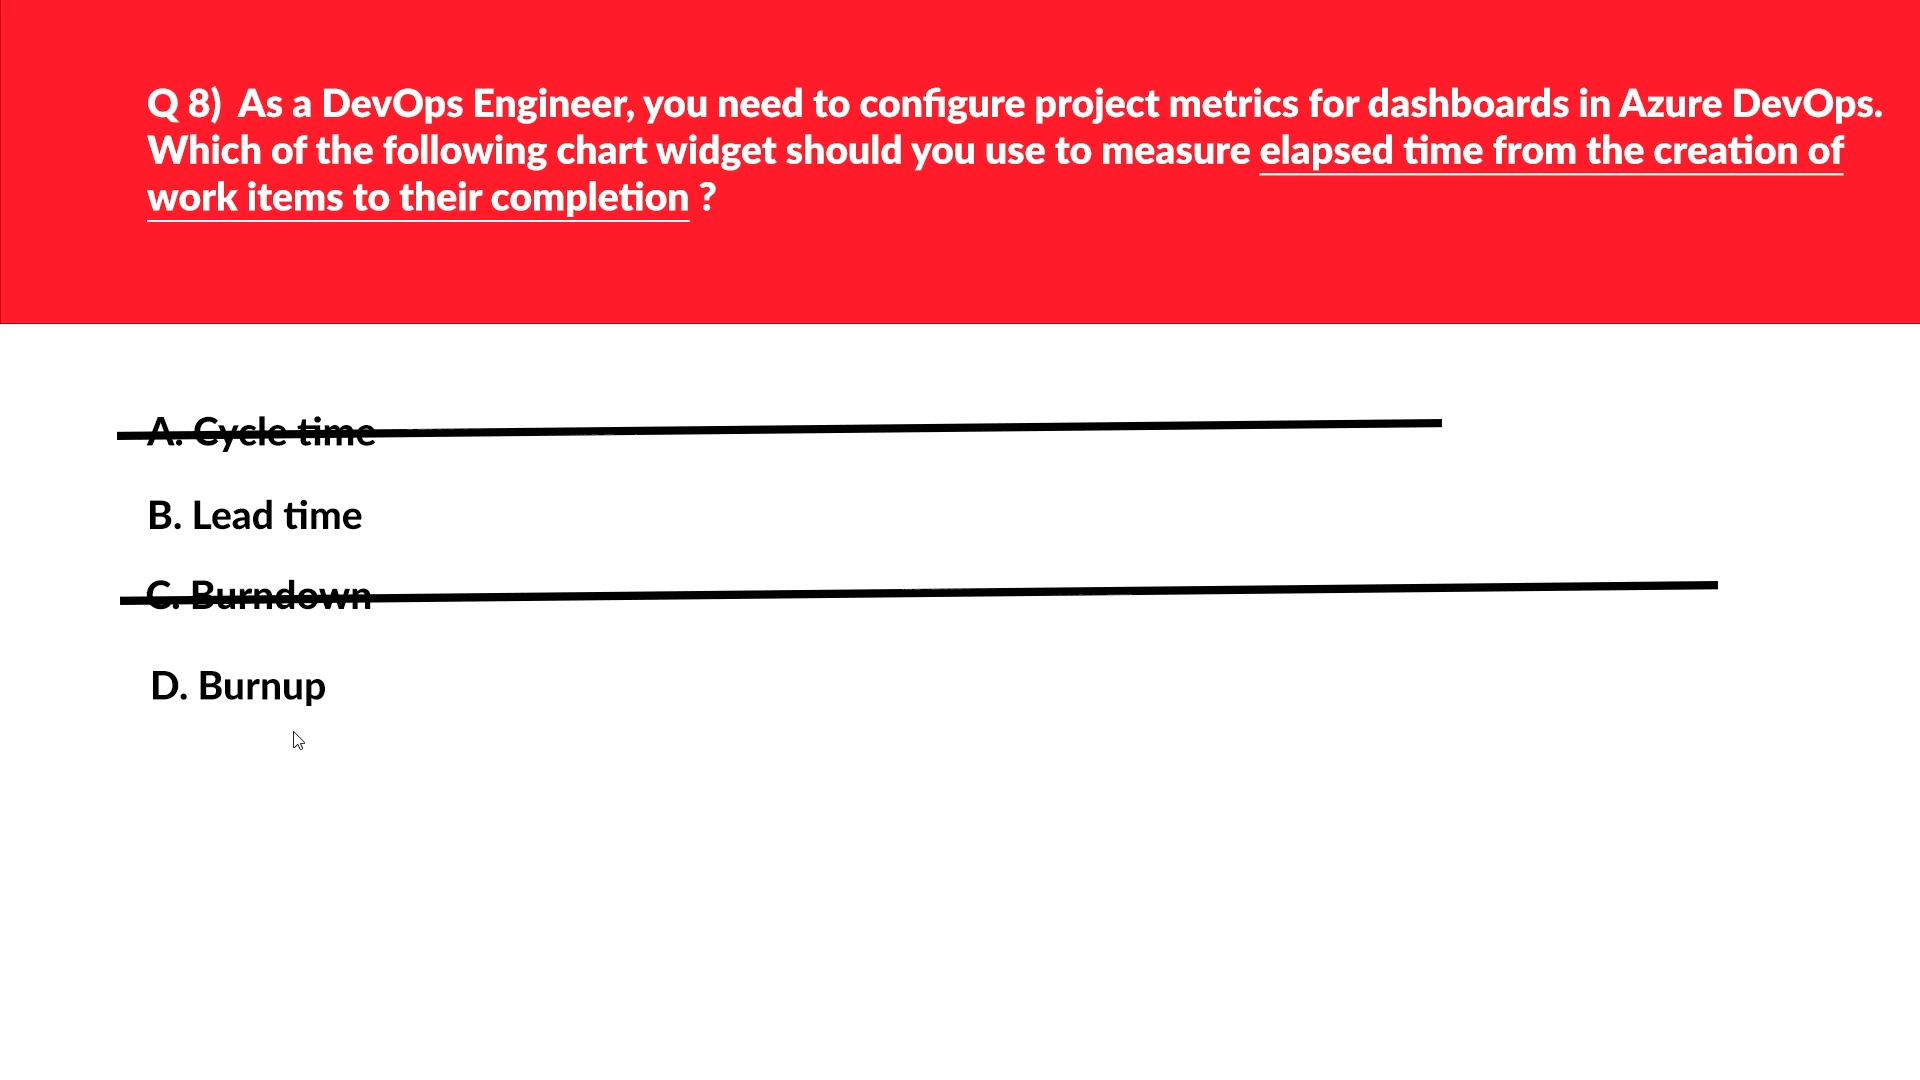 Q 8) As a DevOps Engineer, you need to configure project metrics for dashboards in Azure DevOps.
Which of the following chart widget should you use to measure elapsed time from the creation of
work items to their completion ?
A. Cycle time
B. Lead time
C. Burndown
D. Burnup